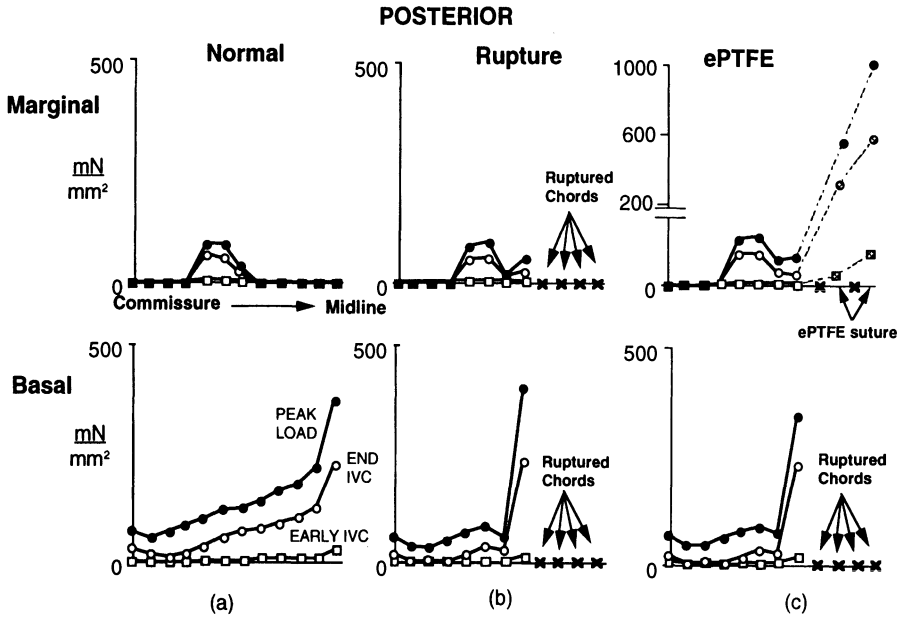 POSTERIOR
Normal
Rupture
ePTFE
500
500
1000
Marginal
600
mN
mm²
Ruptured
Chords
200
0
0
0
Commissure
Midline
ePTFE suture
500
500
500
Basal
PEAK
LOAD
mN
mm²
END
IVC
Ruptured
Chords
Ruptured
Chords
EARLY IVC
0
0
0
(a)
(b)
(c)